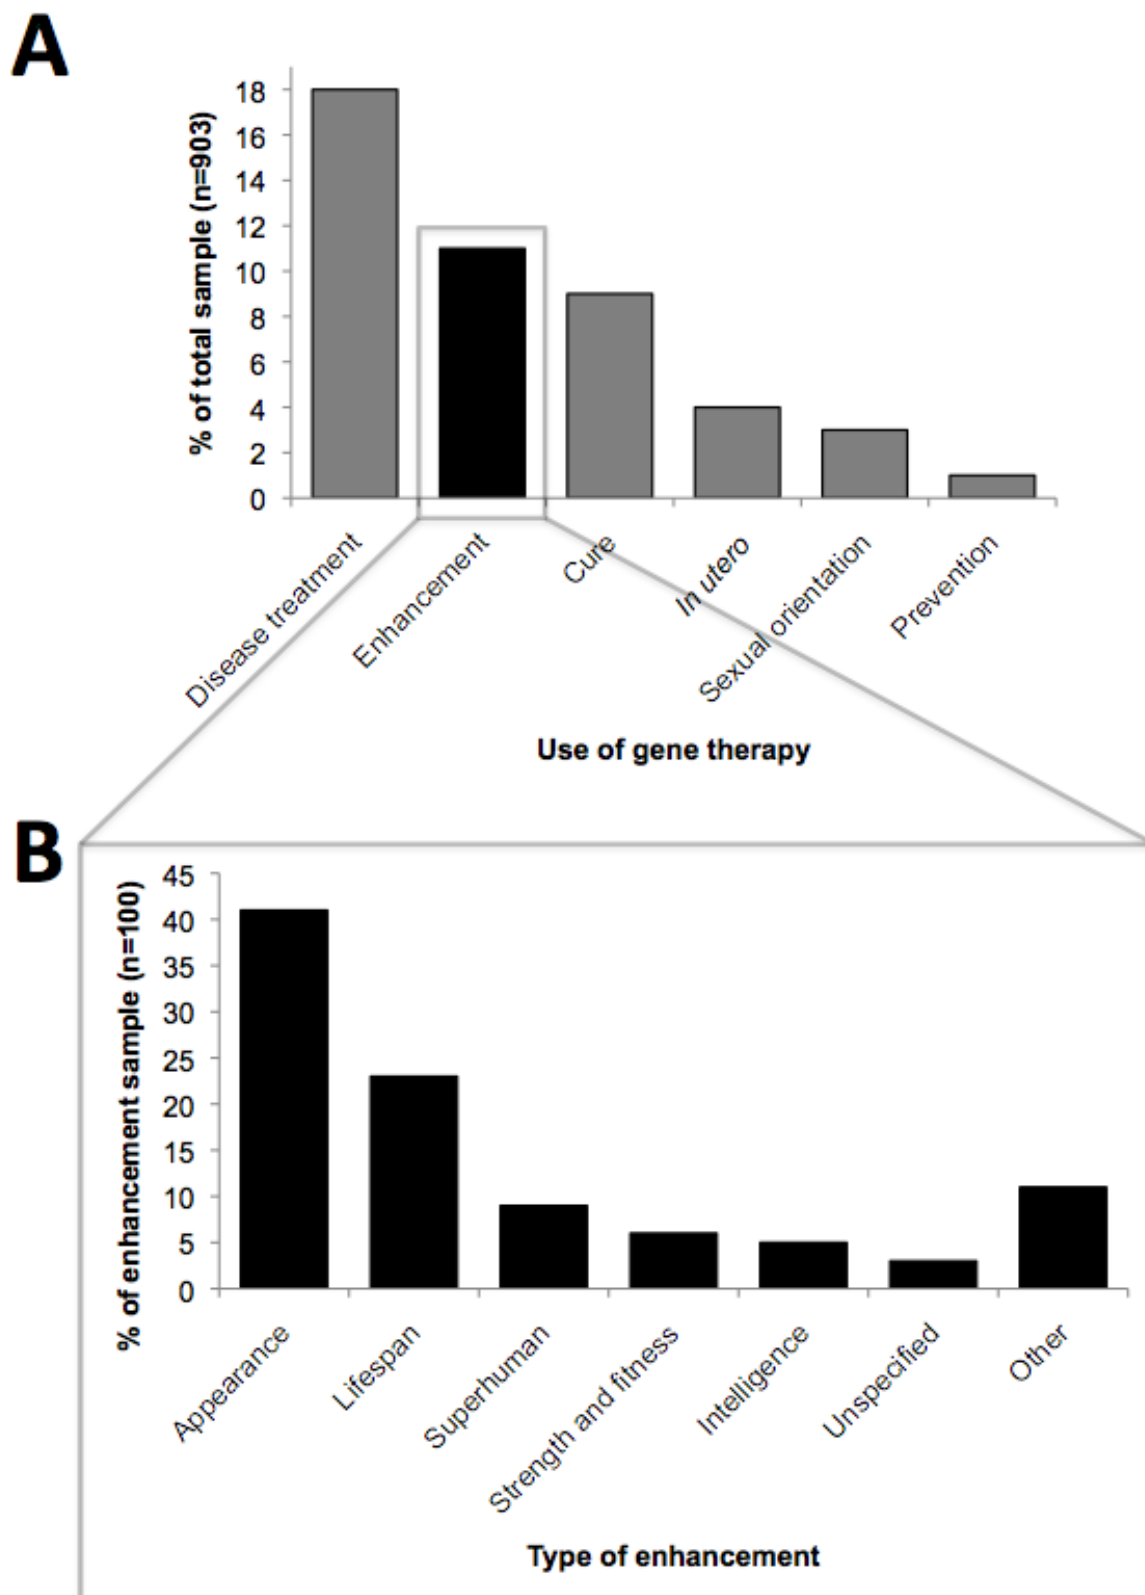 A
% of total sample (n=903)
18
16
14
12
10
8
6
4
2
0
Disease treatment
Enhancement
Cure
In utero
Sexual orientation
Prevention
Use of gene therapy
B
% of enhancement sample (n=100)
45
40
35
30
25
20
15
10
5
0
Appearance
Lifespan
Superhuman
Strength and fitness
Intelligence
Unspecified
Other
Type of enhancement